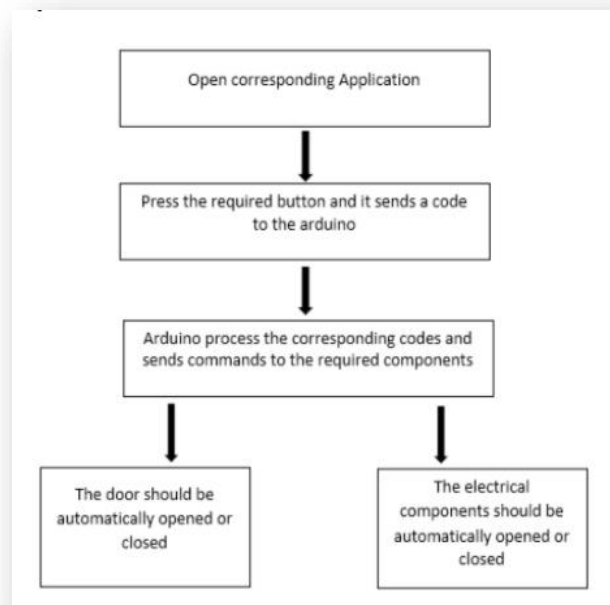 Open corresponding Application
Press the required button and it sends a code
to the arduino
Arduino process the corresponding codes and
sends commands to the required components
The door should be
automatically opened or
closed
The electrical
components should be
automatically opened or
closed